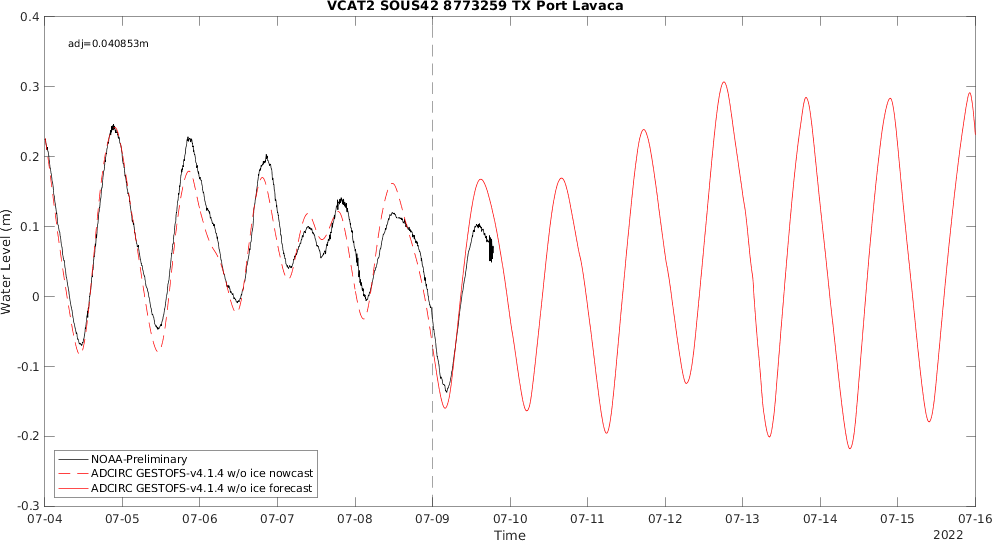 VCAT2 SOUS42 8773259 TX Port Lavaca
adj=0.040853m
0.4
0.3
0.2
0.1
0
-0.1
-0.2
-0.3
Water Level (m)
NOAA-Preliminary
ADCIRC GESTOFS-v4.1.4 w/o ice nowcast
ADCIRC GESTOFS-v4.1.4 w/o ice forecast
07-04 07-05 07-06 07-07 07-08 07-09 07-10 07-11 07-12 07-13 07-14 07-15 07-16
Time
2022